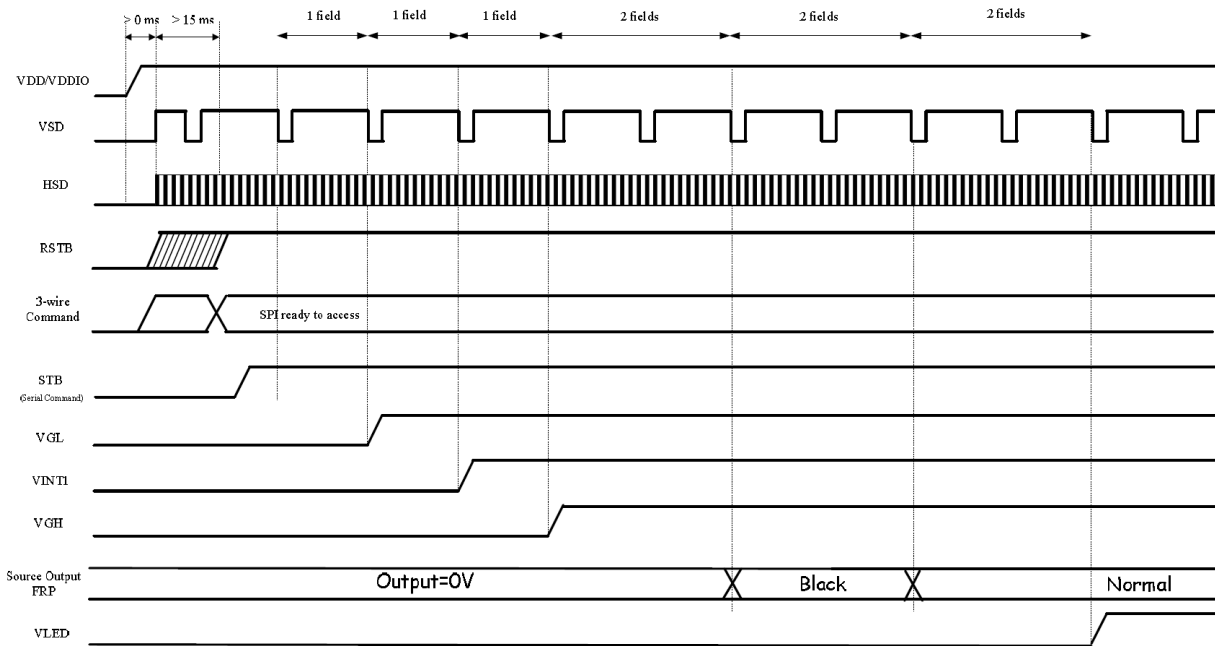 > 0 ms > 15 ms 1 field 1 field 1 field 2 fields 2 fields 2 fields
VDD/VDDIO
VSD
HSD
RSTB
3-wire
Command
SPI ready to access
STB
(Serial Command)
VGL
VINT1
VGH
Source Output
FRP
Output=0V Black Normal
VLED